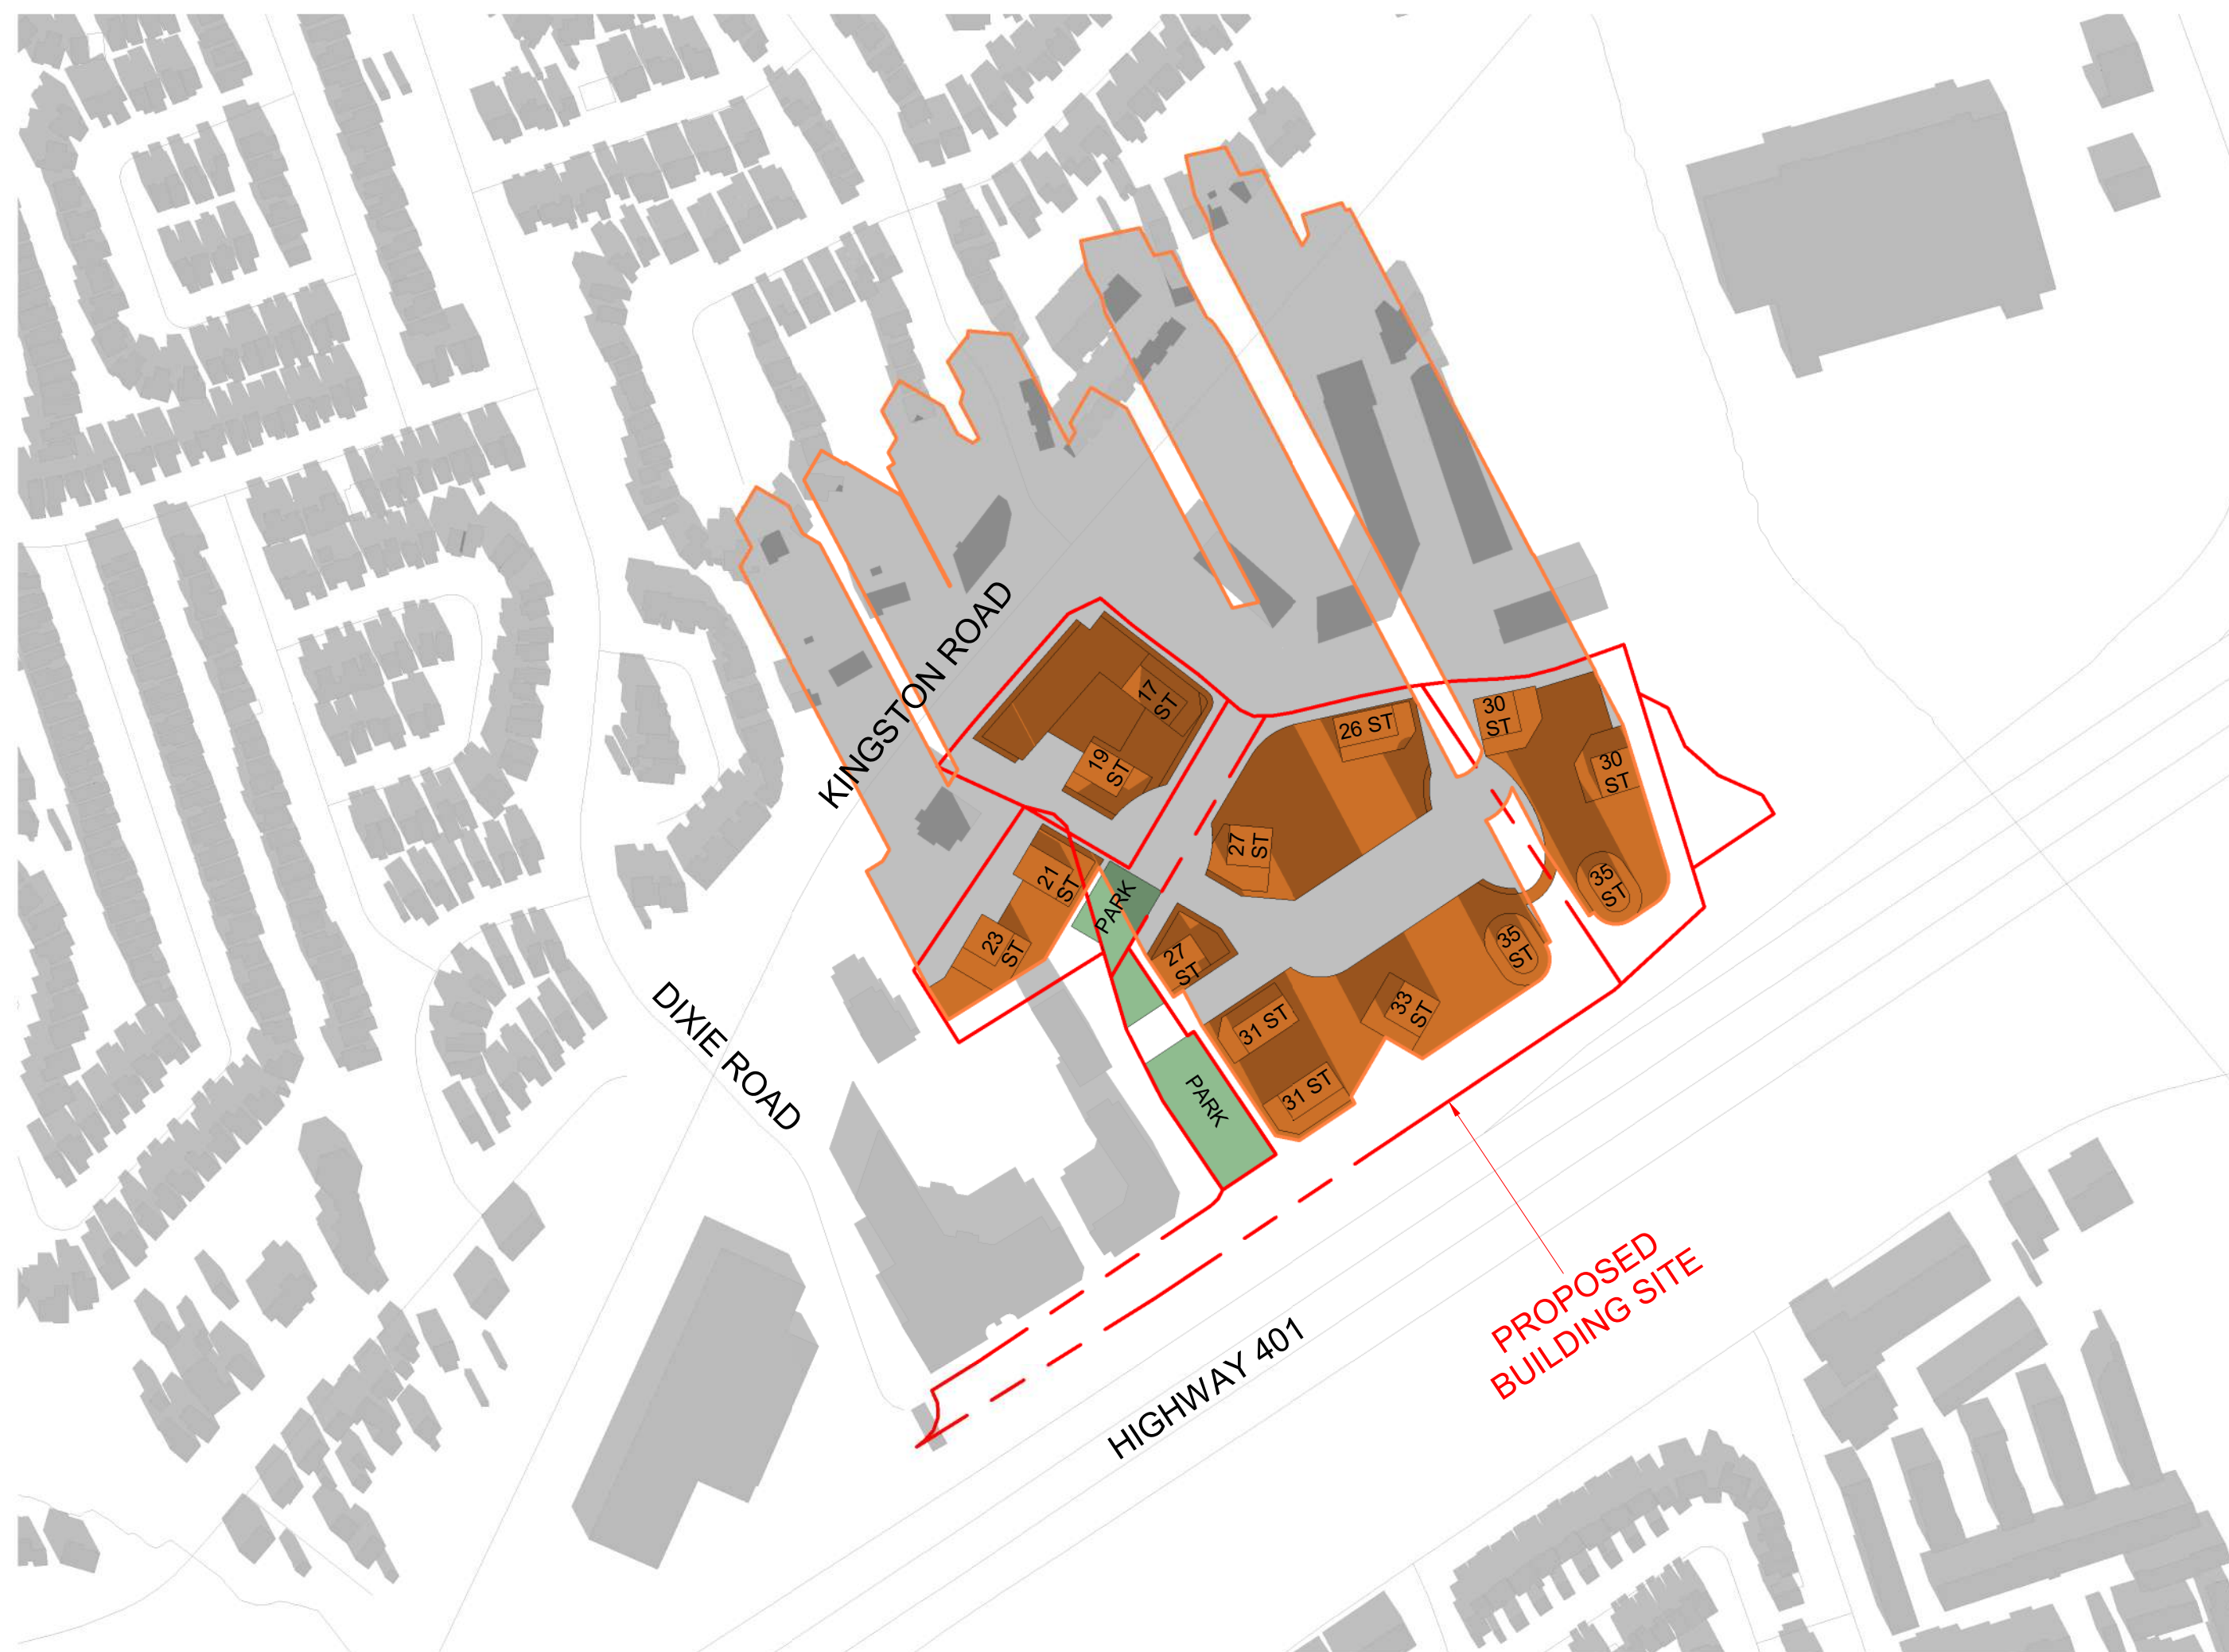 17
ST
30
ST
26 ST
KINGSTON ROAD
19
ST
30
ST
27
ST
21
ST
35
ST
PARK
23
ST
35
ST
27
ST
33
ST
31 ST
DIXIE ROAD
31 ST
PARK
PROPOSED
BUILDING SITE
HIGHWAY 401